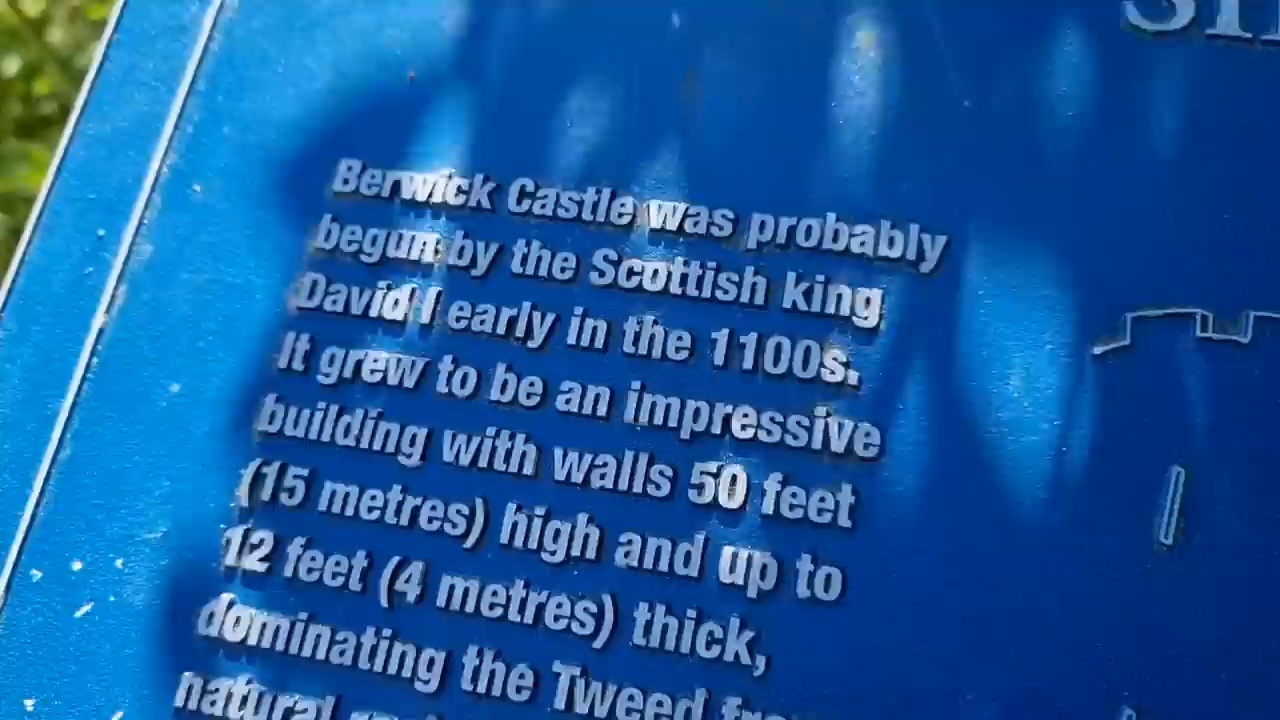 Berwick Castle was probably
begun by the Scottish king
David I early in the 1100s.
It grew to be an impressive
building with walls 50 feet
(15 metres) high and up to
12 feet (4 metres) thick,
dominating the Tweed
natural